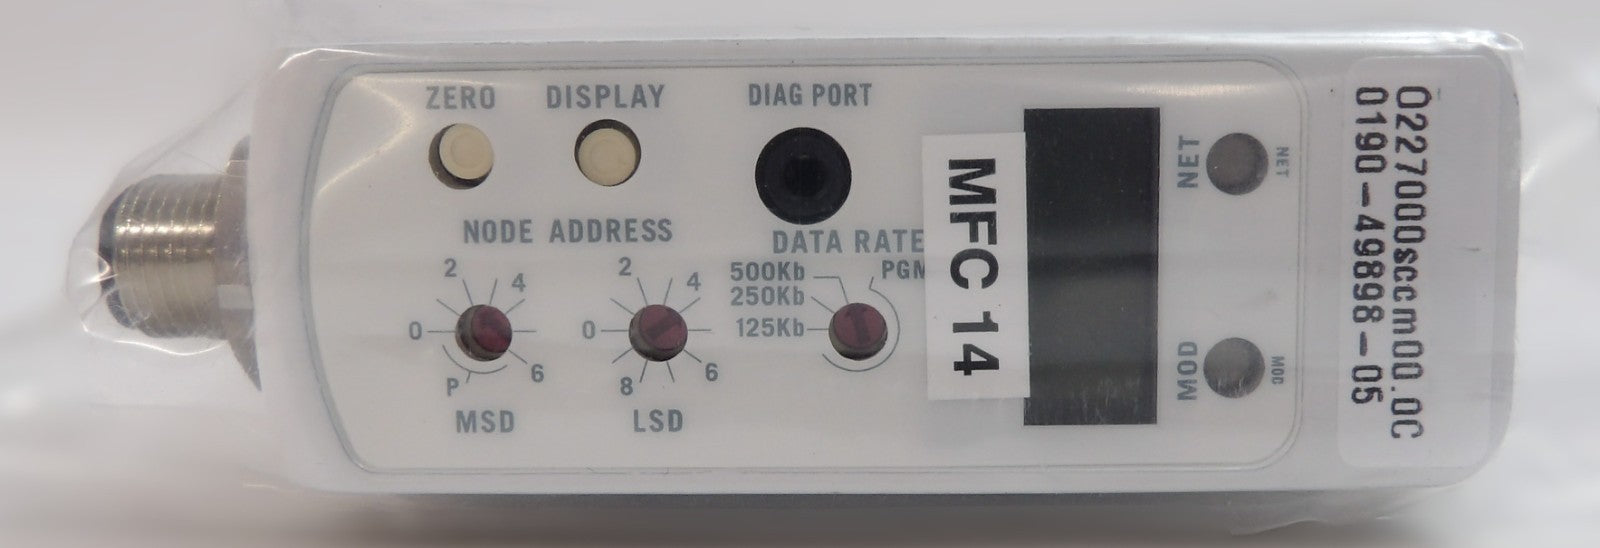 ZERO
DISPLAY
DIAG PORT
NODE ADDRESS
DATA RATE
2
4
0
6
P
MSD
2
4
0
6
8
LSD
500Kb
250Kb
125Kb
PGM
MFC 14
NET
NET
MOD
MOD
0227000sccm00.0C
0190-49898-05